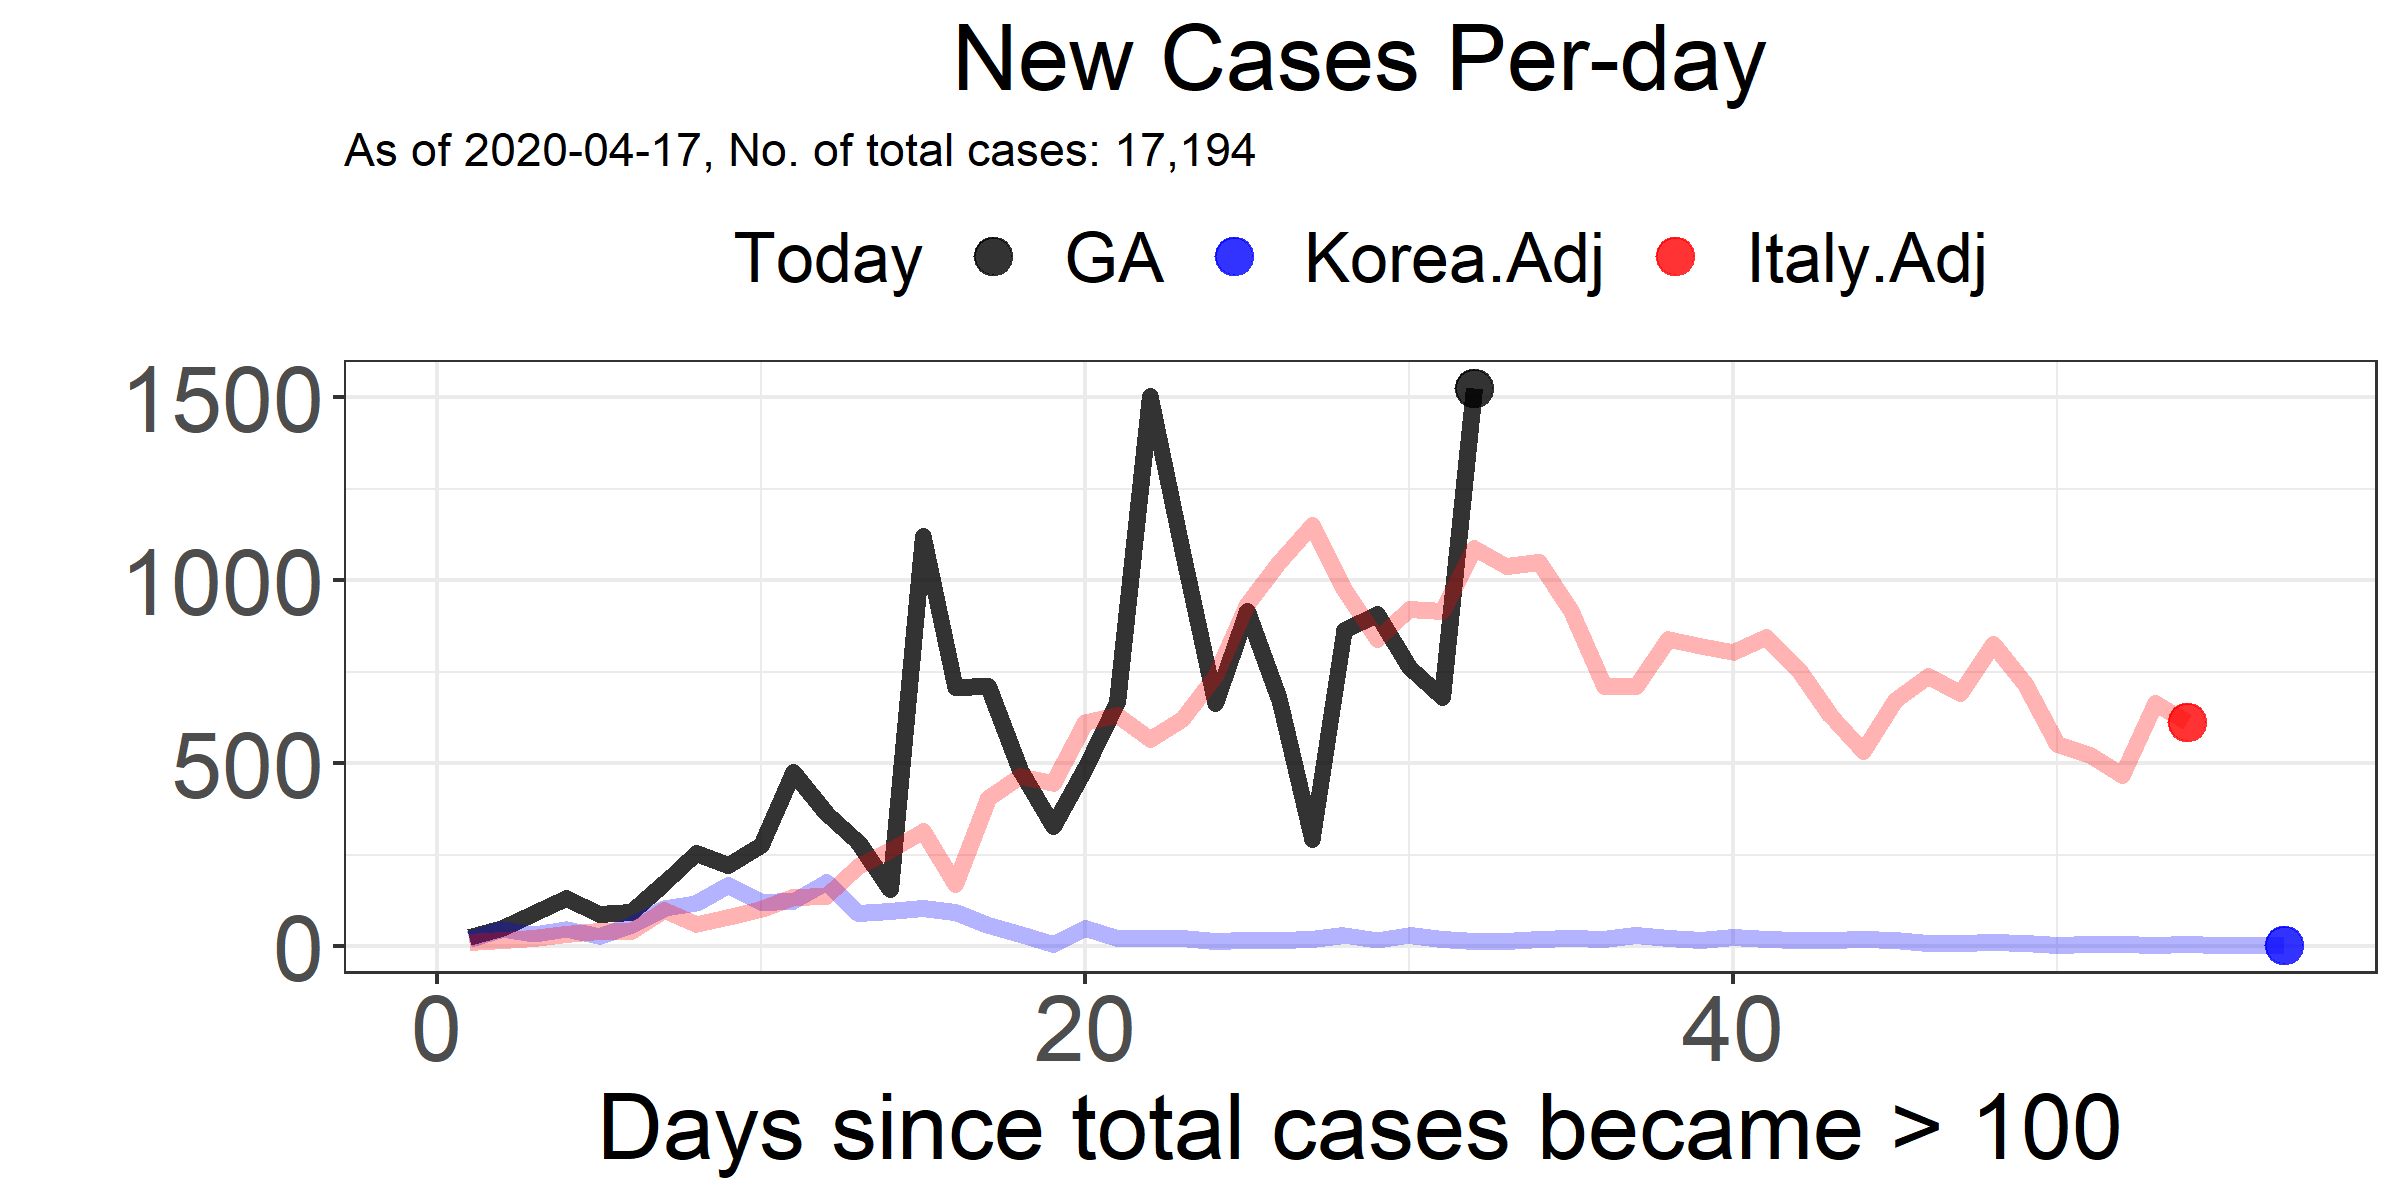 New Cases Per-day
As of 2020-04-17, No. of total cases: 17,194
Today GA Korea.Adj Italy.Adj
1500
1000
500
0
0 20 40
Days since total cases became > 100